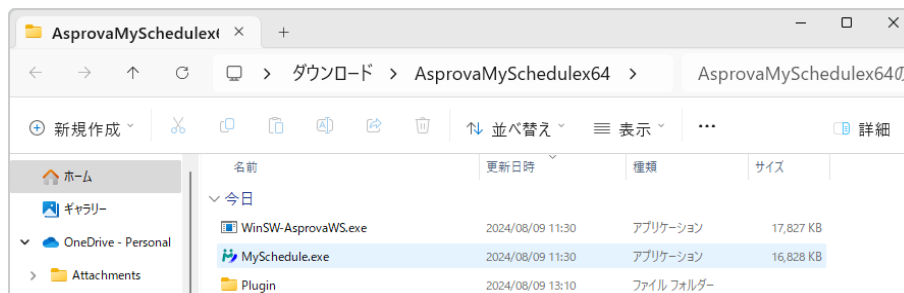 AsprovaMySchedulex6
ダウンロード AsprovaMySchedulex64 AsprovaMySchedulex64の
新規作成 並べ替え 表示 詳細
名前 更新日時 種類 サイズ
ホーム
今日
ギャラリー
WinSW-AsprovaWS.exe 2024/08/09 11:30 アプリケーション 17,827 KB
OneDrive - Personal
MySchedule.exe 2024/08/09 11:30 アプリケーション 16,828 KB
Attachments
Plugin 2024/08/09 13:10 ファイル フォルダー